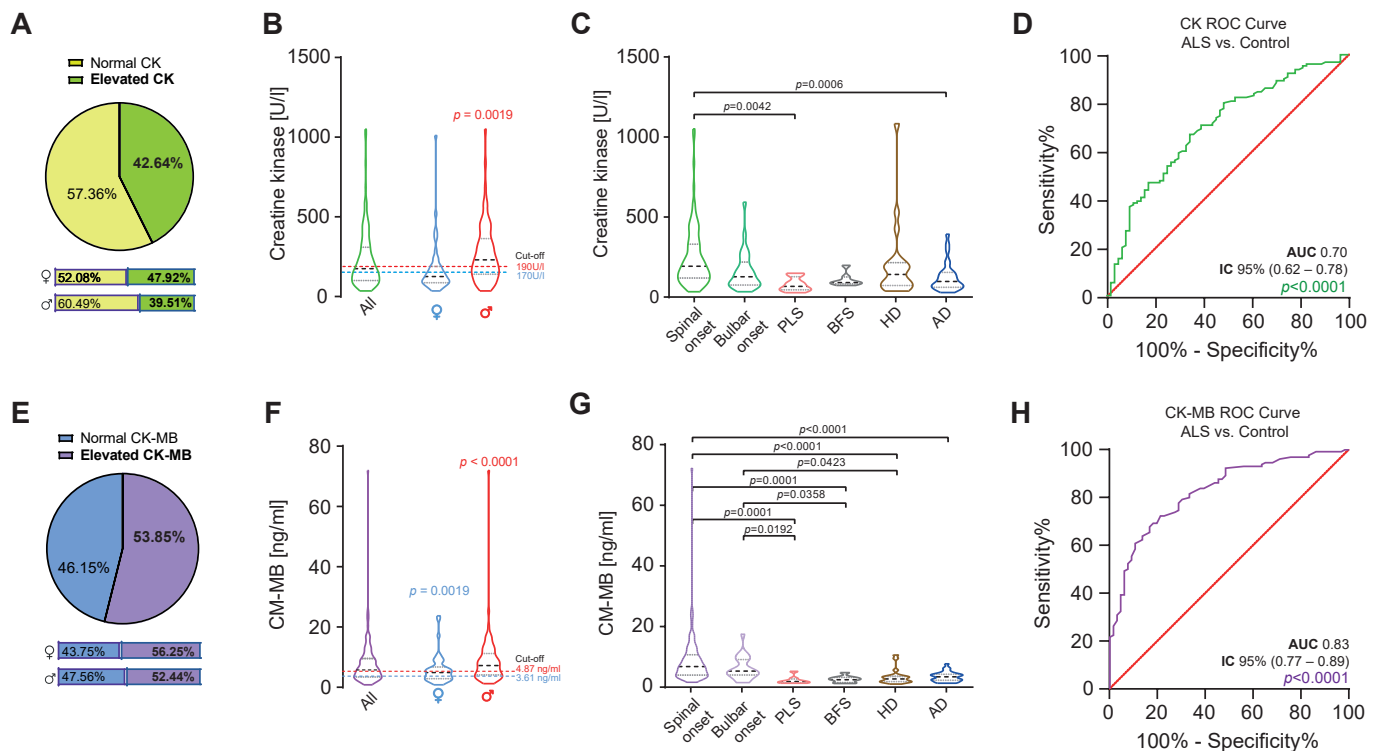 A
Normal CK
Elevated CK
42.64%
57.36%
♀ 52.08% 47.92%
♂ 60.49% 39.51%
B
Creatine kinase [U/l]
1500
1000
500
0
p = 0.0019
Cut-off
190U/l
170U/l
All ♀ ♂
C
Creatine kinase [U/l]
1500
1000
500
0
p=0.0006
p=0.0042
Spinal onset
Bulbar onset
PLS
BFS
HD
AD
D
CK ROC Curve
ALS vs. Control
Sensitivity%
100
80
60
40
20
0
AUC 0.70
IC 95% (0.62 – 0.78)
p<0.0001
0 20 40 60 80 100
100% - Specificity%
E
Normal CK-MB
Elevated CK-MB
53.85%
46.15%
♀ 43.75% 56.25%
♂ 47.56% 52.44%
F
CM-MB [ng/ml]
80
60
40
20
0
p < 0.0001
p = 0.0019
Cut-off
4.87 ng/ml
3.61 ng/ml
All ♀ ♂
G
CM-MB [ng/ml]
80
60
40
20
0
p<0.0001
p<0.0001
p=0.0423
p=0.0001
p=0.0358
p=0.0001
p=0.0192
Spinal onset
Bulbar onset
PLS
BFS
HD
AD
H
CK-MB ROC Curve
ALS vs. Control
Sensitivity%
100
80
60
40
20
0
AUC 0.83
IC 95% (0.77 – 0.89)
p<0.0001
0 20 40 60 80 100
100% - Specificity%